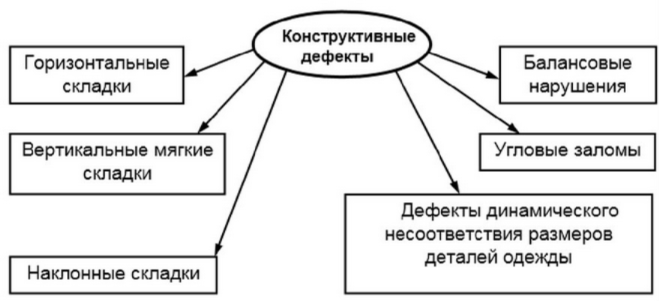 Конструктивные
дефекты
Горизонтальные
складки
Балансовые
нарушения
Вертикальные мягкие
складки
Угловые заломы
Дефекты динамического
несоответствия размеров
деталей одежды
Наклонные складки